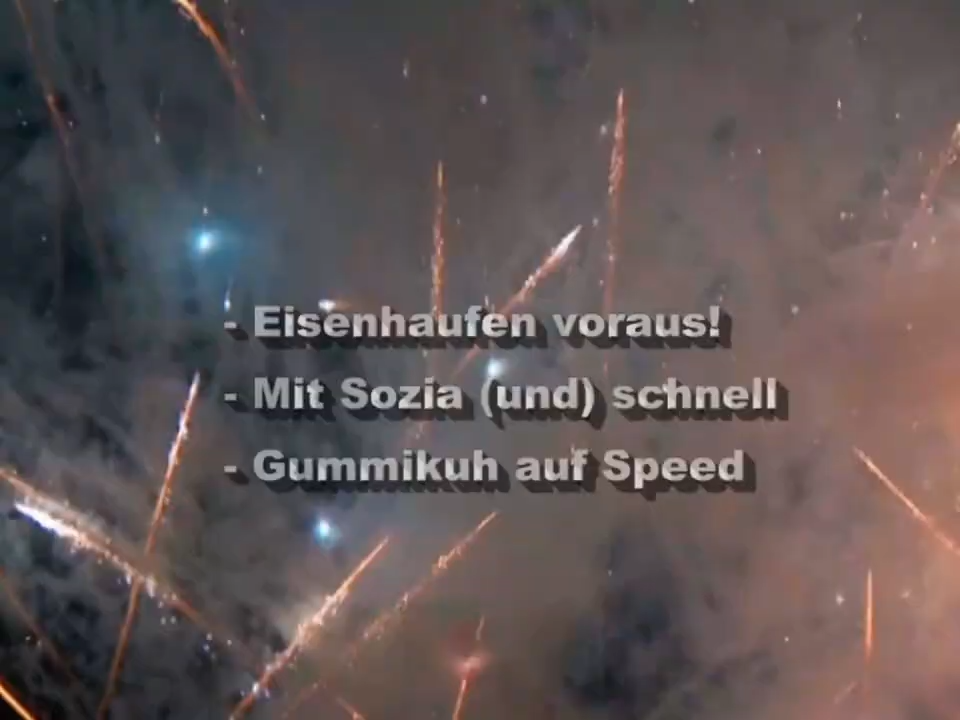 - Eisenhaufen voraus!
- Mit Sozia (und) schnell
- Gummikuh auf Speed